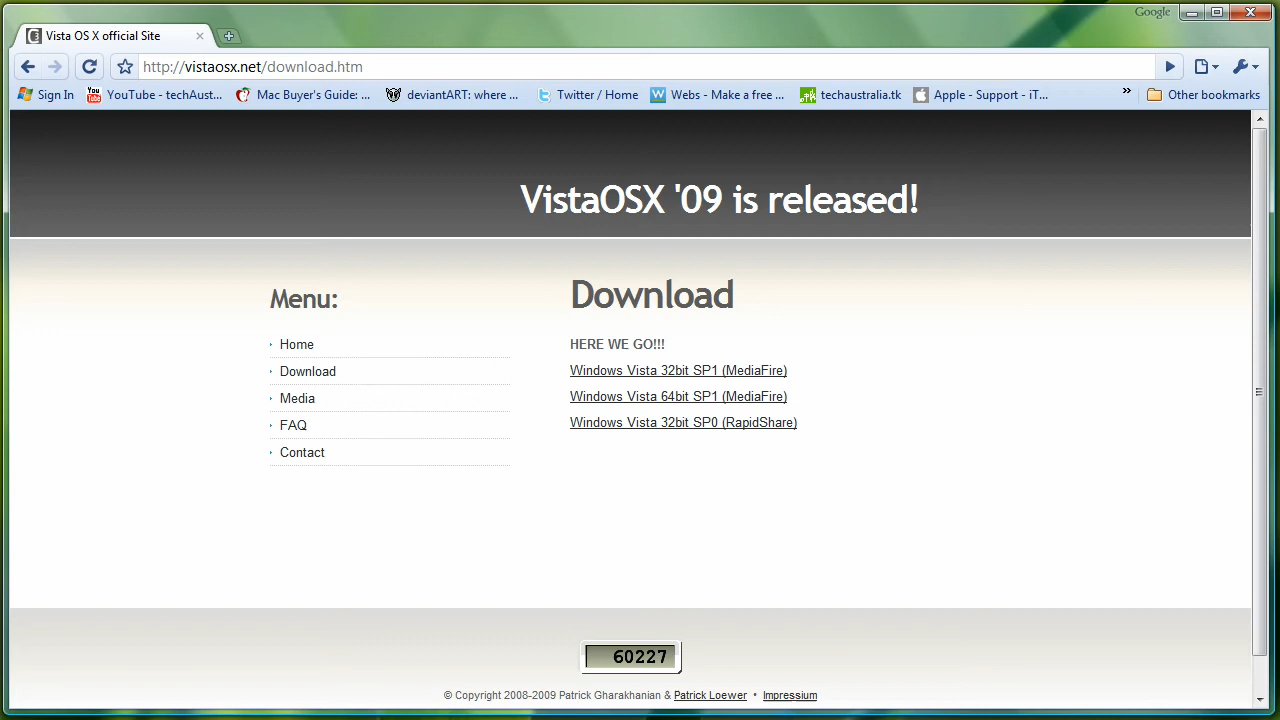 Google
Vista OS X official Site
http://vistaosx.net/download.htm
Sign In YouTube - techAust... Mac Buyer's Guide: ... deviantART: where ... Twitter / Home Webs - Make a free ... techaustralia.tk Apple - Support - iT... » Other bookmarks
VistaOSX '09 is released!
Menu:
Home
Download
Media
FAQ
Contact
Download
HERE WE GO!!!
Windows Vista 32bit SP1 (MediaFire)
Windows Vista 64bit SP1 (MediaFire)
Windows Vista 32bit SP0 (RapidShare)
60227
© Copyright 2008-2009 Patrick Gharakhanian & Patrick Loewer • Impressium